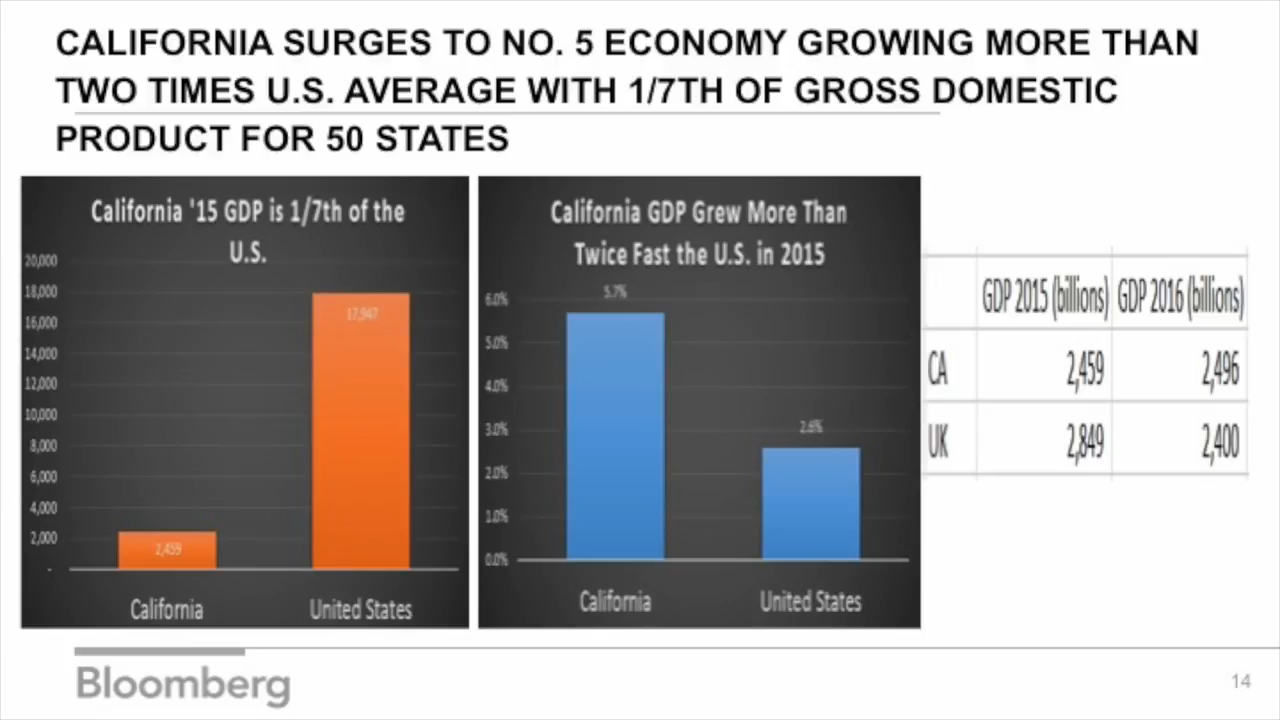 CALIFORNIA SURGES TO NO. 5 ECONOMY GROWING MORE THAN
TWO TIMES U.S. AVERAGE WITH 1/7TH OF GROSS DOMESTIC
PRODUCT FOR 50 STATES
California '15 GDP is 1/7th of the
U.S.
20,000
18,000
16,000
14,000
12,000
10,000
8,000
6,000
4,000
2,000
-
17,947
2,459
California United States
California GDP Grew More Than
Twice Fast the U.S. in 2015
6.0%
5.0%
4.0%
3.0%
2.0%
1.0%
0.0%
5.7%
2.6%
California United States
GDP 2015 (billions) GDP 2016 (billions)
CA 2,459 2,496
UK 2,849 2,400
Bloomberg
14